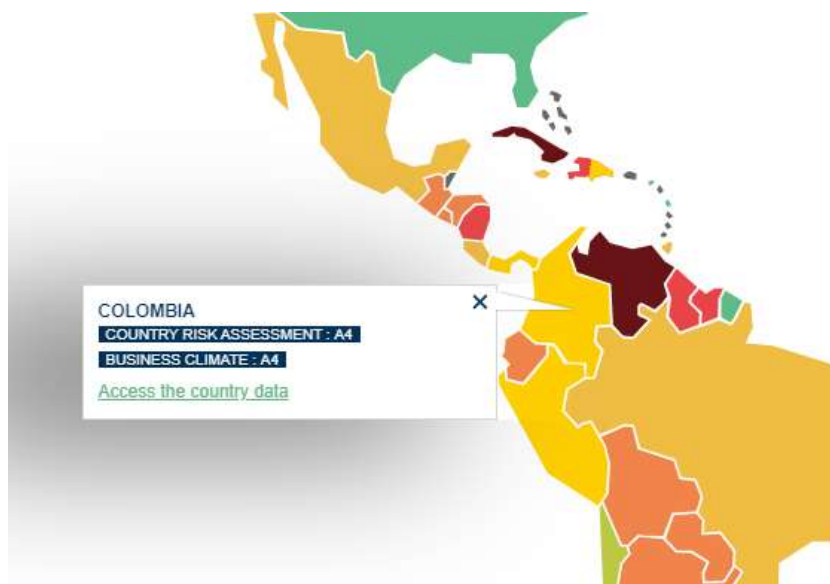 COLOMBIA
COUNTRY RISK ASSESSMENT : A4
BUSINESS CLIMATE : A4
Access the country data